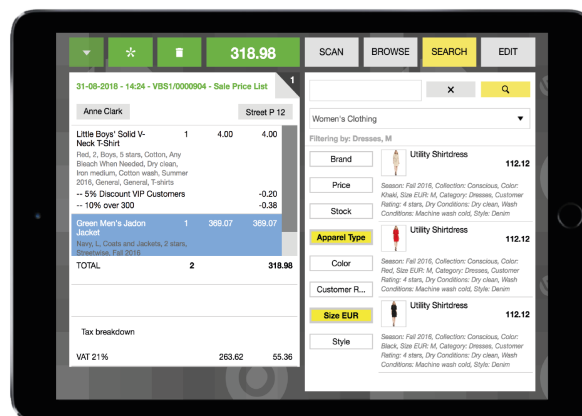 318.98
SCAN
BROWSE
SEARCH
EDIT
31-08-2018 - 14:24 - VBS1/0000904 - Sale Price List
1
Anne Clark
Street P 12
Little Boys' Solid V- 1 4.00 4.00
Neck T-Shirt
Red, 2, Boys, 5 stars, Cotton, Any
Bleach When Needed, Dry clean,
Iron medium, Cotton wash, Summer
2016, General, General, T-shirts
-- 5% Discount VIP Customers -0.20
-- 10% over 300 -0.38
Green Men's Jadon 1 369.07 369.07
Jacket
Navy, L, Coats and Jackets, 2 stars,
Streetwise, Fall 2016
TOTAL 2 318.98
Tax breakdown
VAT 21% 263.62 55.36
X
Women's Clothing
Filtering by: Dresses, M
Brand
Price
Stock
Apparel Type
Color
Customer R...
Size EUR
Style
Utility Shirtdress
112.12
Season: Fall 2016, Collection: Conscious, Color:
Khaki, Size EUR: M, Category: Dresses, Customer
Rating: 4 stars, Dry Conditions: Dry clean, Wash
Conditions: Machine wash cold, Style: Denim
Utility Shirtdress
112.12
Season: Fall 2016, Collection: Conscious, Color:
Red, Size EUR: M, Category: Dresses, Customer
Rating: 4 stars, Dry Conditions: Dry clean, Wash
Conditions: Machine wash cold, Style: Denim
Utility Shirtdress
112.12
Season: Fall 2016, Collection: Conscious, Color:
Black, Size EUR: M, Category: Dresses, Customer
Rating: 4 stars, Dry Conditions: Dry clean, Wash
Conditions: Machine wash cold, Style: Denim